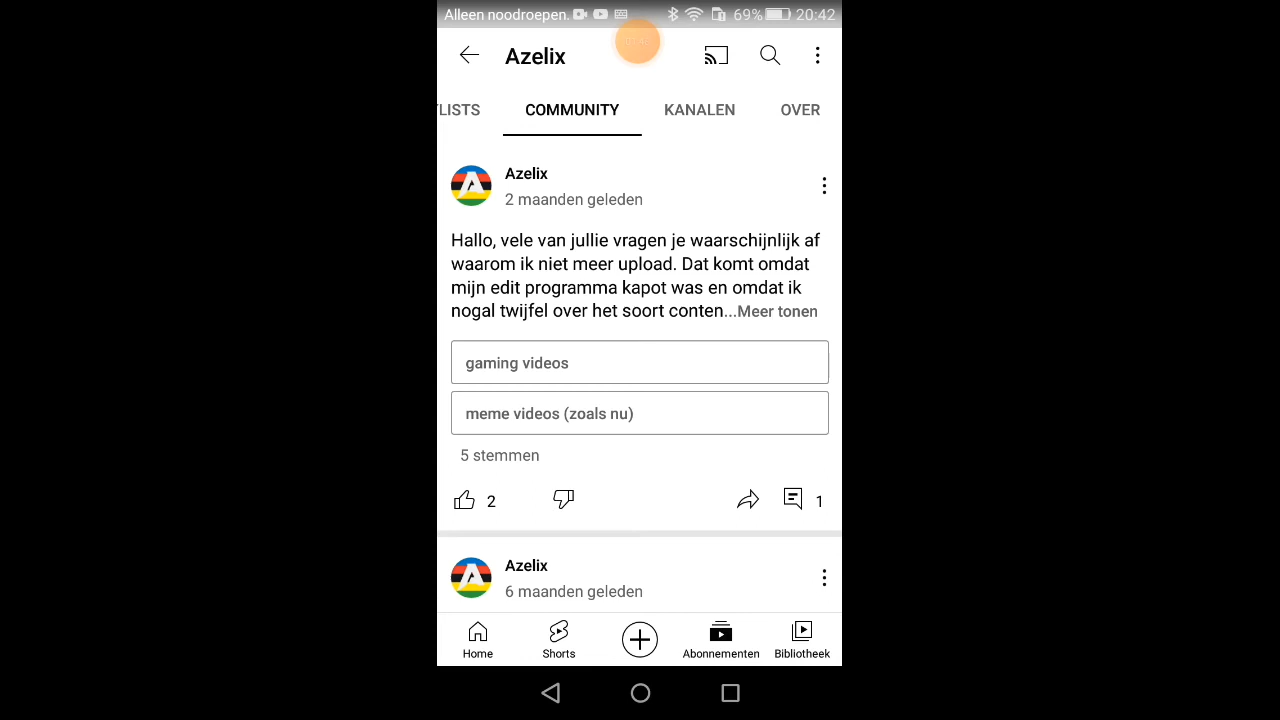 Alleen noodroepen. 69% 20:42
Azelix
LISTS COMMUNITY KANALEN OVER
Azelix
2 maanden geleden
Hallo, vele van jullie vragen je waarschijnlijk af
waarom ik niet meer upload. Dat komt omdat
mijn edit programma kapot was en omdat ik
nogal twijfel over het soort conten...Meer tonen
gaming videos
meme videos (zoals nu)
5 stemmen
2 1
Azelix
6 maanden geleden
Home Shorts Abonnementen Bibliotheek